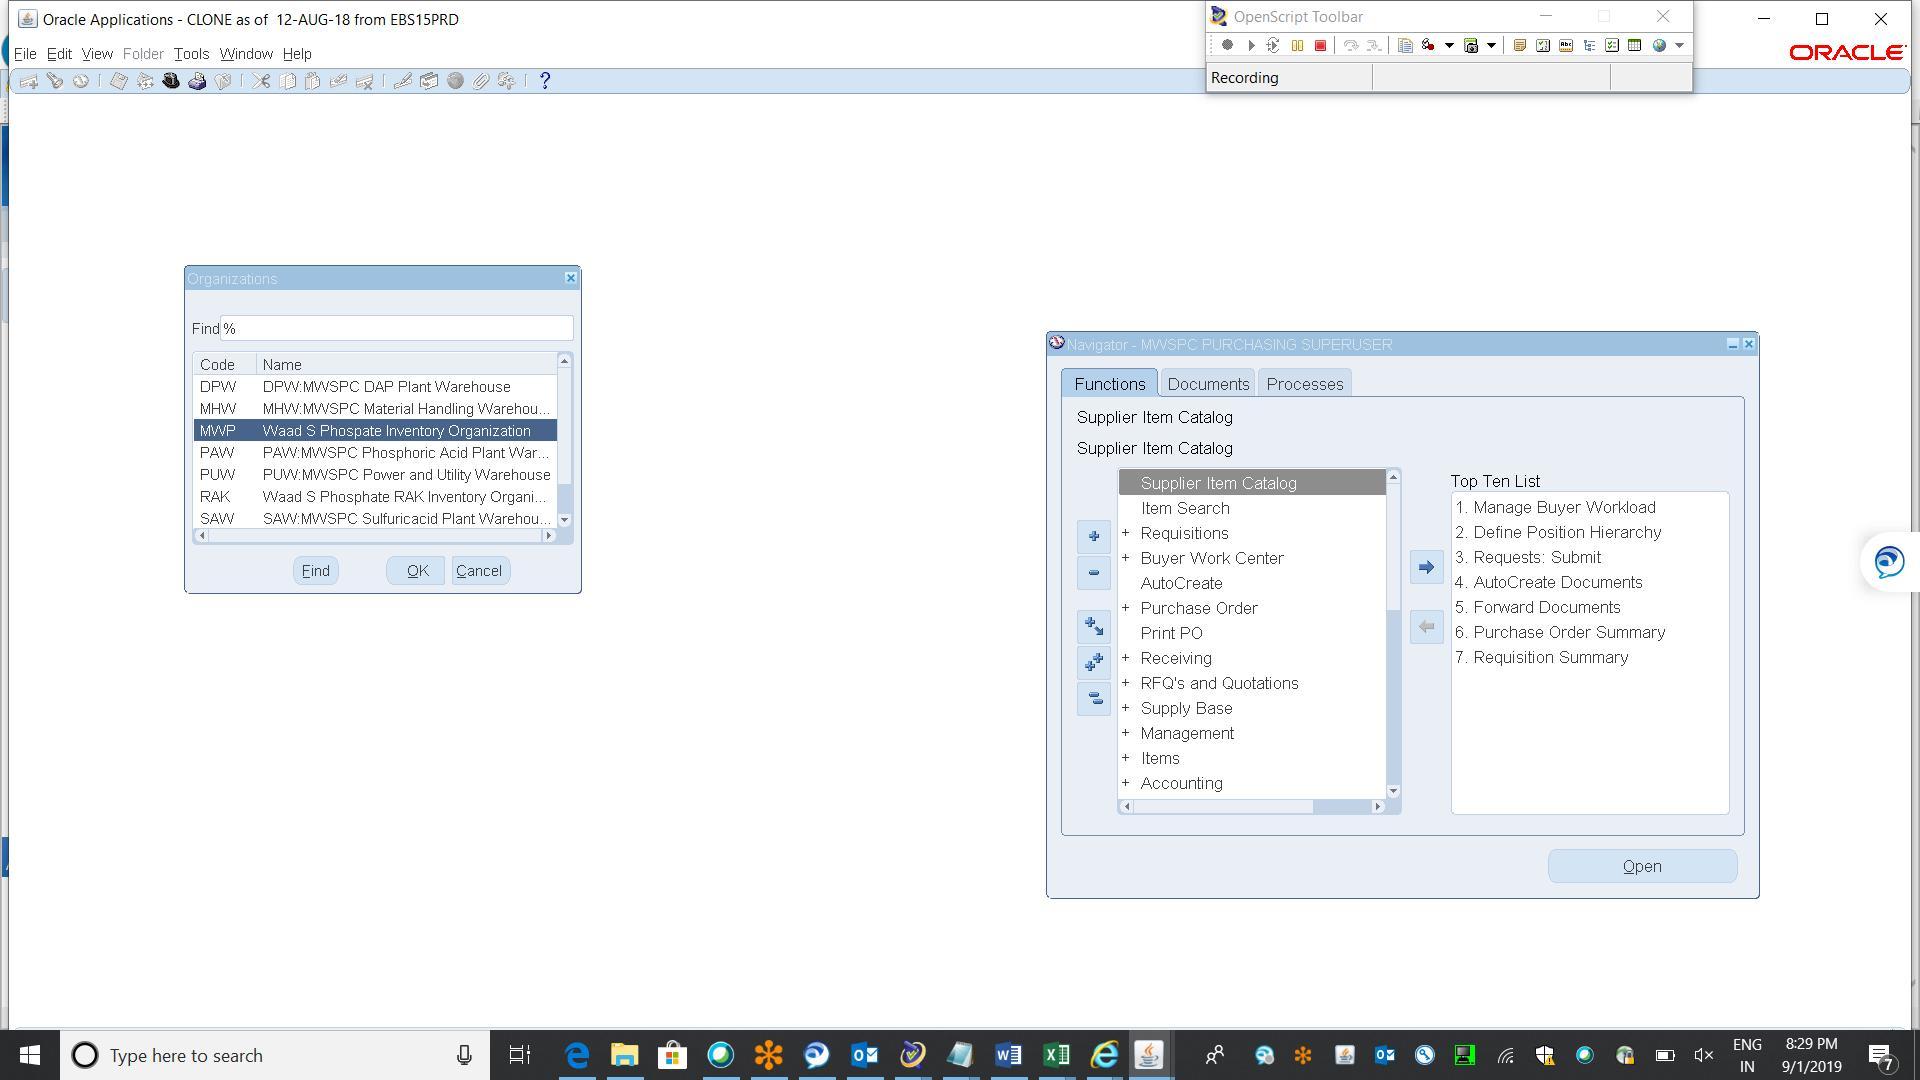 Oracle Applications - CLONE as of  12-AUG-18 from EBS15PRD
OpenScript Toolbar
File Edit View Folder Tools Window Help
ORACLE
Recording
Organizations
Find %
Code Name
DPW DPW:MWSPC DAP Plant Warehouse
MHW MHW:MWSPC Material Handling Warehou...
MWP Waad S Phospate Inventory Organization
PAW PAW:MWSPC Phosphoric Acid Plant War...
PUW PUW:MWSPC Power and Utility Warehouse
RAK Waad S Phosphate RAK Inventory Organi...
SAW SAW:MWSPC Sulfuricacid Plant Warehou...
Find OK Cancel
Navigator - MWSPC PURCHASING SUPERUSER
Functions Documents Processes
Supplier Item Catalog
Supplier Item Catalog
Supplier Item Catalog
Item Search
+ Requisitions
+ Buyer Work Center
AutoCreate
+ Purchase Order
Print PO
+ Receiving
+ RFQ's and Quotations
+ Supply Base
+ Management
+ Items
+ Accounting
Top Ten List
1. Manage Buyer Workload
2. Define Position Hierarchy
3. Requests: Submit
4. AutoCreate Documents
5. Forward Documents
6. Purchase Order Summary
7. Requisition Summary
Open
Type here to search
ENG
IN
8:29 PM
9/1/2019
7